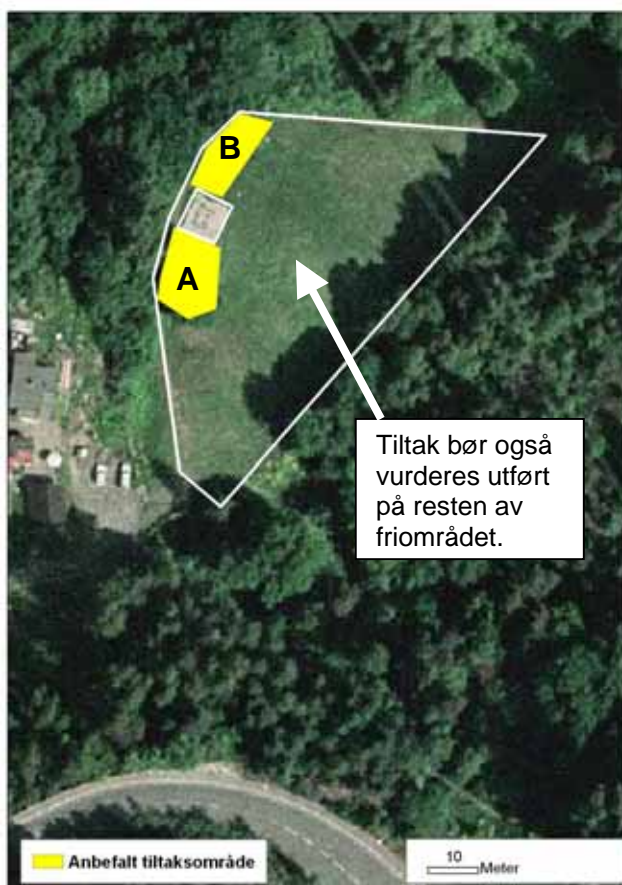 B
A
Tiltak bør også
vurderes utført
på resten av
friområdet.
Anbefalt tiltaksområde
10
Meter